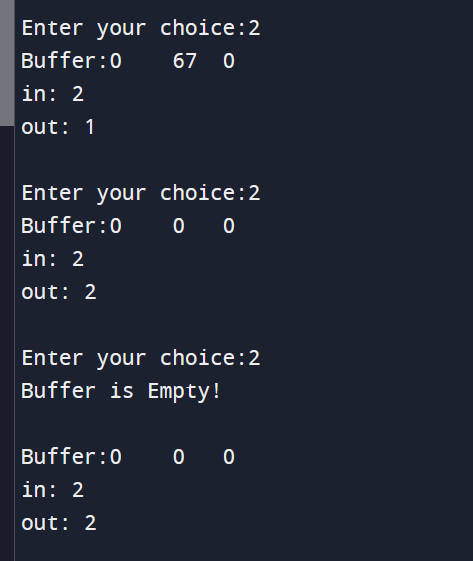 Enter your choice:2
Buffer:0    67  0
in: 2
out: 1
Enter your choice:2
Buffer:0    0   0
in: 2
out: 2
Enter your choice:2
Buffer is Empty!
Buffer:0    0   0
in: 2
out: 2